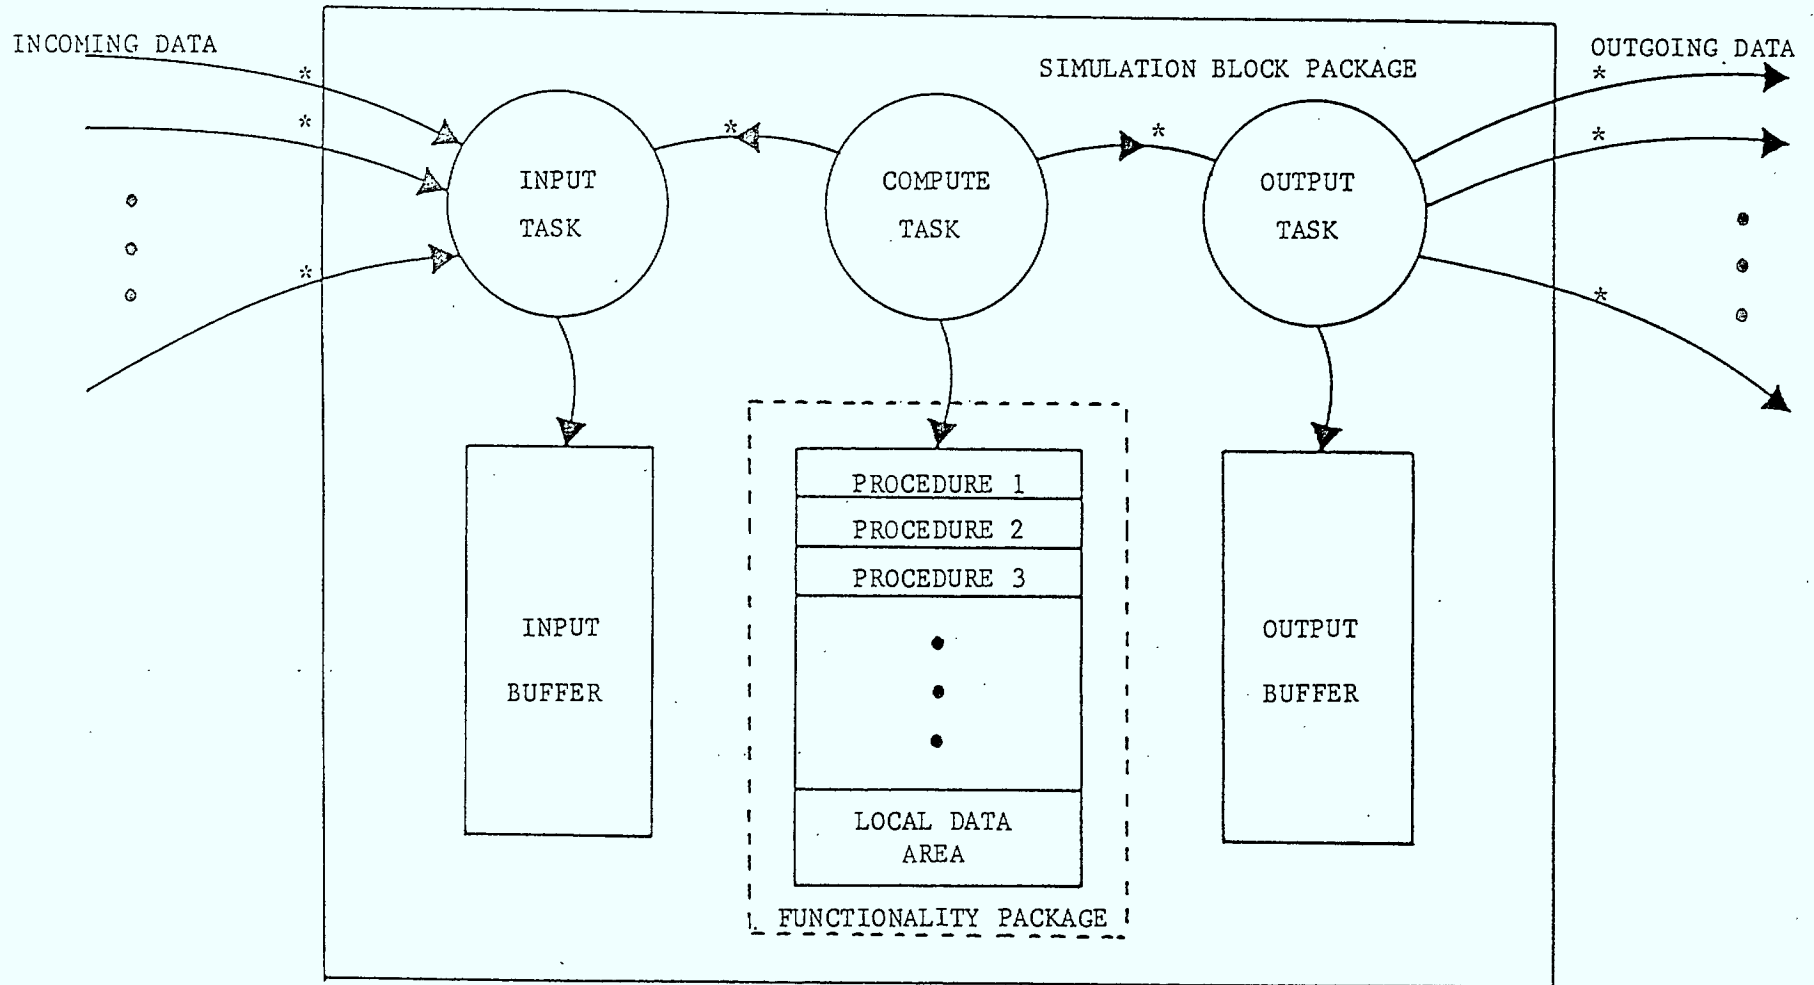 INCOMING DATA
OUTGOING DATA
SIMULATION BLOCK PACKAGE
*
*
*
*
*
*
*
*
INPUT
TASK
COMPUTE
TASK
OUTPUT
TASK
PROCEDURE 1
PROCEDURE 2
PROCEDURE 3
INPUT
BUFFER
OUTPUT
BUFFER
LOCAL DATA
AREA
FUNCTIONALITY PACKAGE